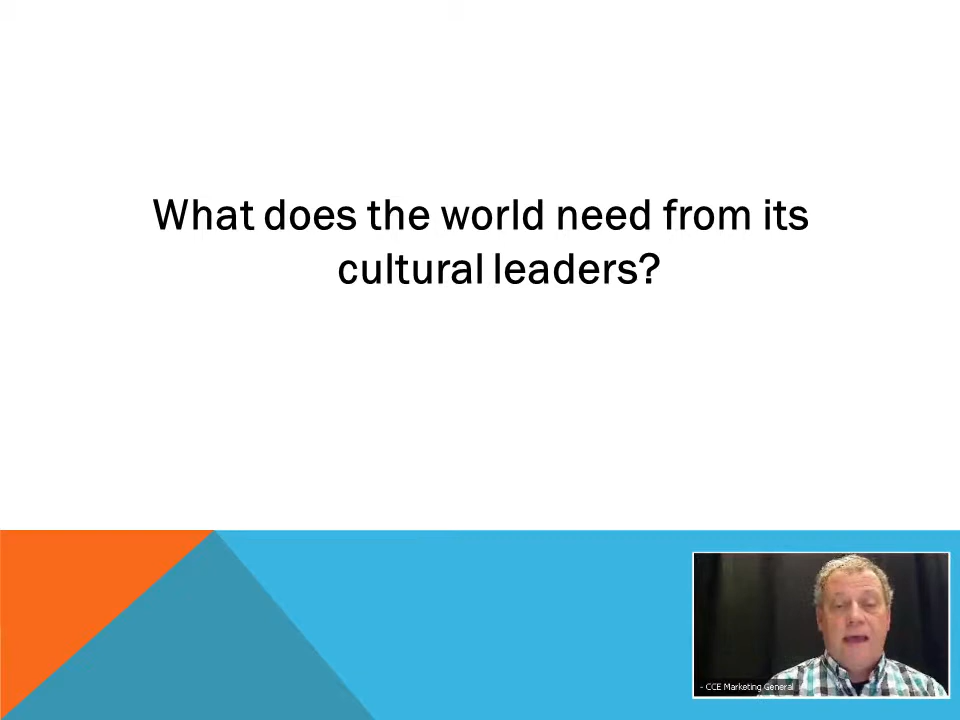 What does the world need from its
cultural leaders?
- CCE Marketing General